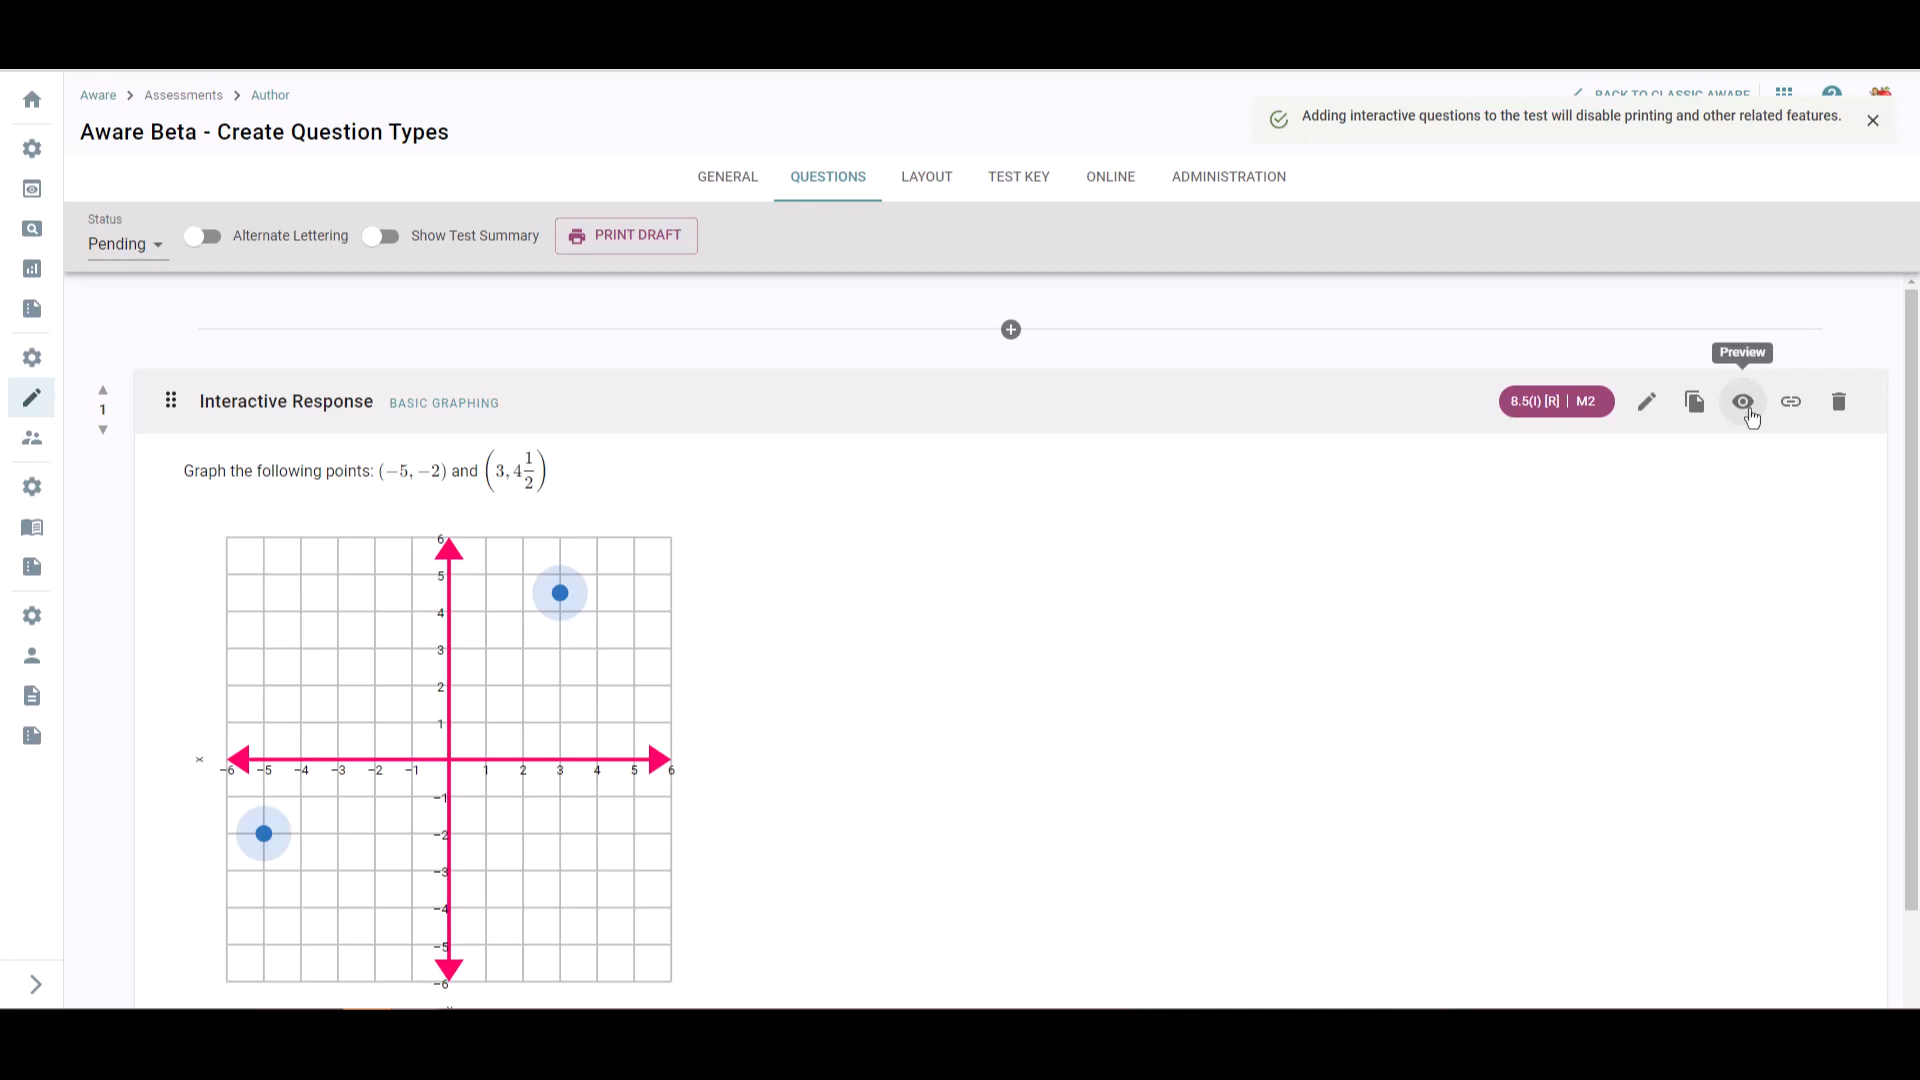 Aware > Assessments > Author
BACK TO CLASSIC AWARE
Adding interactive questions to the test will disable printing and other related features.
Aware Beta - Create Question Types
GENERAL QUESTIONS LAYOUT TEST KEY ONLINE ADMINISTRATION
Status
Pending
Alternate Lettering
Show Test Summary
PRINT DRAFT
Preview
1
Interactive Response BASIC GRAPHING
8.5(I) [R] | M2
Graph the following points: (−5, −2) and (3, 4 1/2)
6
5
4
3
2
1
x
−6 −5 −4 −3 −2 −1 1 2 3 4 5 6
−1
−2
−3
−4
−5
−6